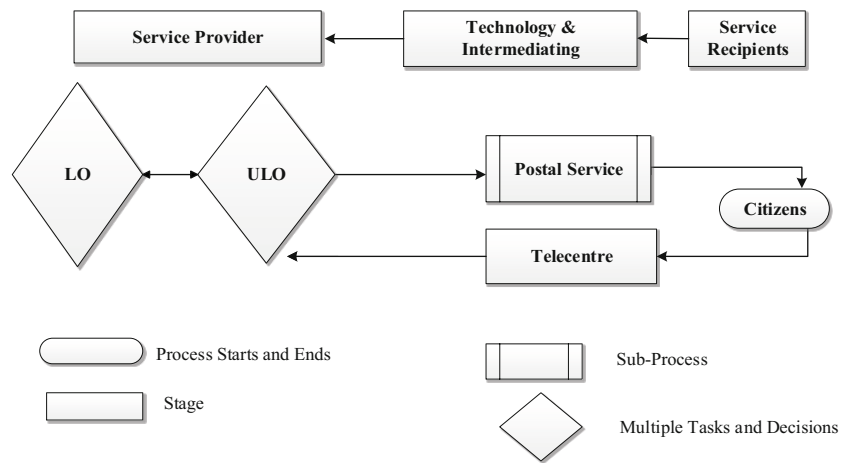 Service Provider
Technology &
Intermediating
Service
Recipients
LO
ULO
Postal Service
Citizens
Telecentre
Process Starts and Ends
Sub-Process
Stage
Multiple Tasks and Decisions